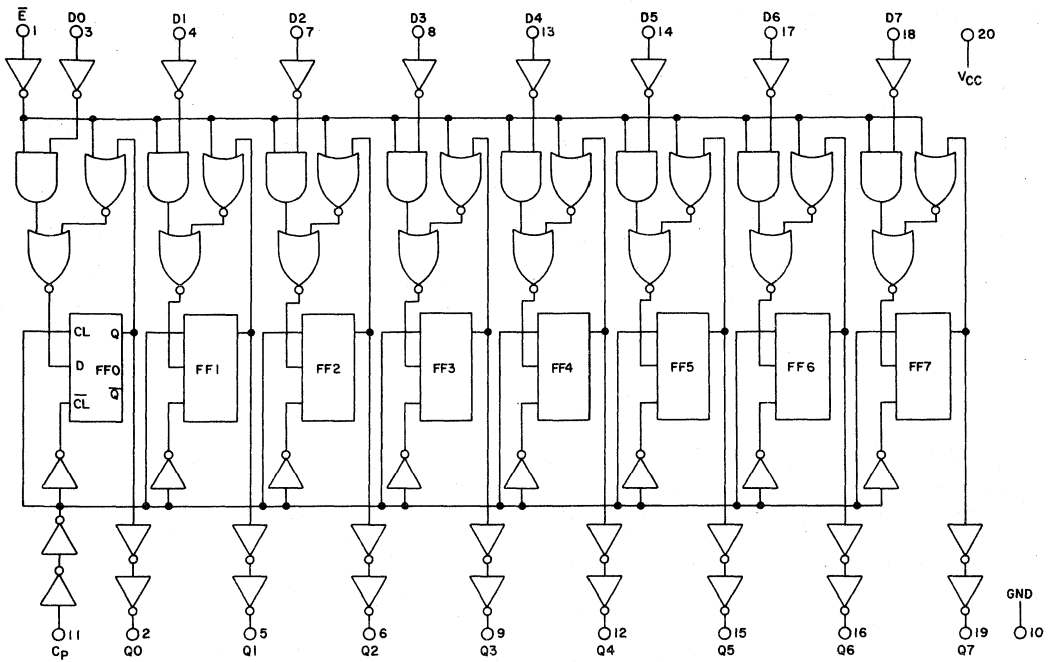 E̅ D0 D1 D2 D3 D4 D5 D6 D7
1 3 4 7 8 13 14 17 18 20
VCC
CL Q
D FF0 FF1 FF2 FF3 FF4 FF5 FF6 FF7
C̅L̅ Q̅
GND
11 2 5 6 9 12 15 16 19 10
CP Q0 Q1 Q2 Q3 Q4 Q5 Q6 Q7